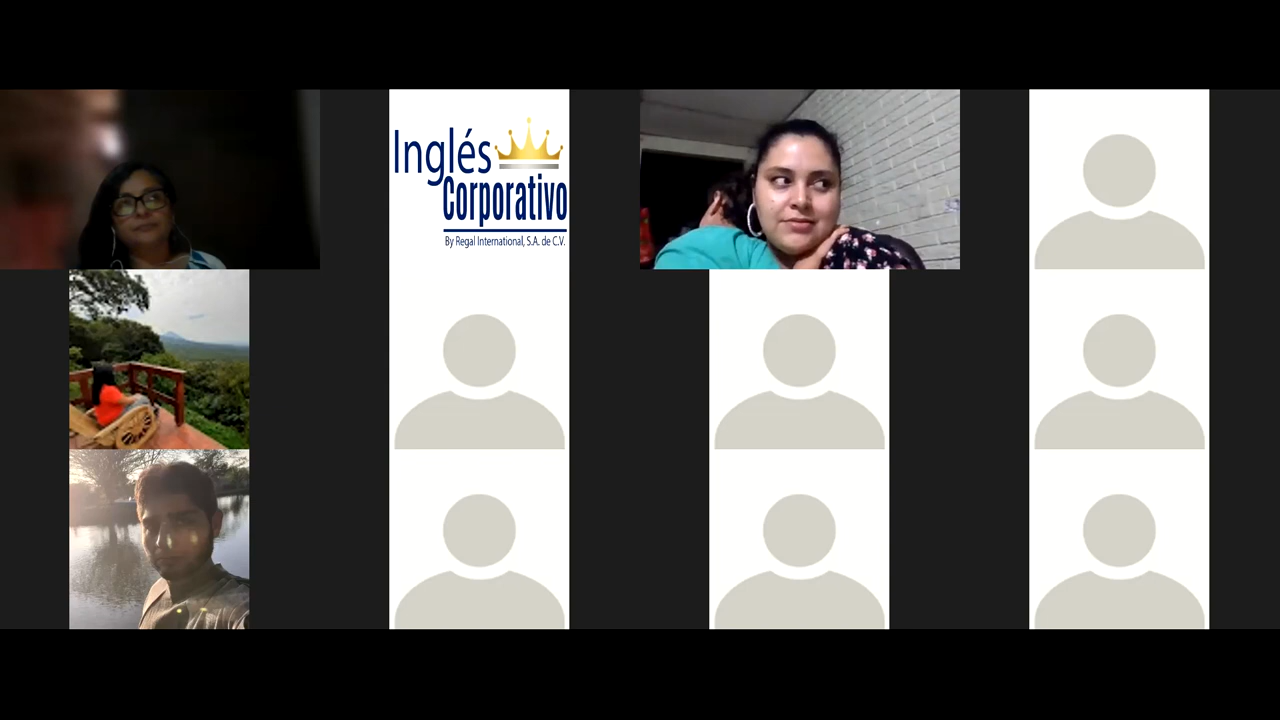 Inglés
Corporativo
By Regal International, S.A. de C.V.